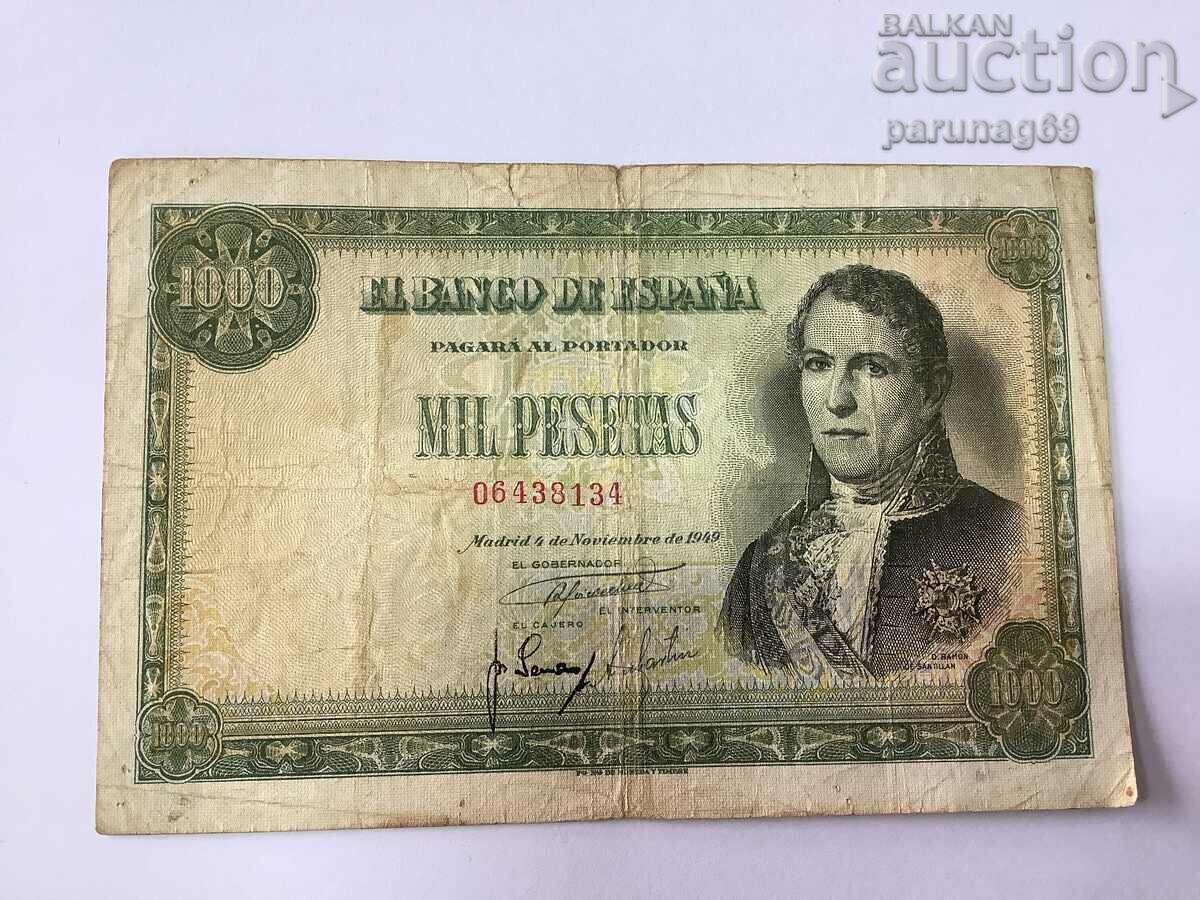 BALKAN
auction
parunag69
1000
1000
EL BANCO DE ESPAÑA
PAGARÁ AL PORTADOR
MIL PESETAS
06438134
Madrid 4 de Noviembre de 1949
EL GOBERNADOR
EL INTERVENTOR
EL CAJERO
D. RAMON
DE SANTILLAN
1000
1000